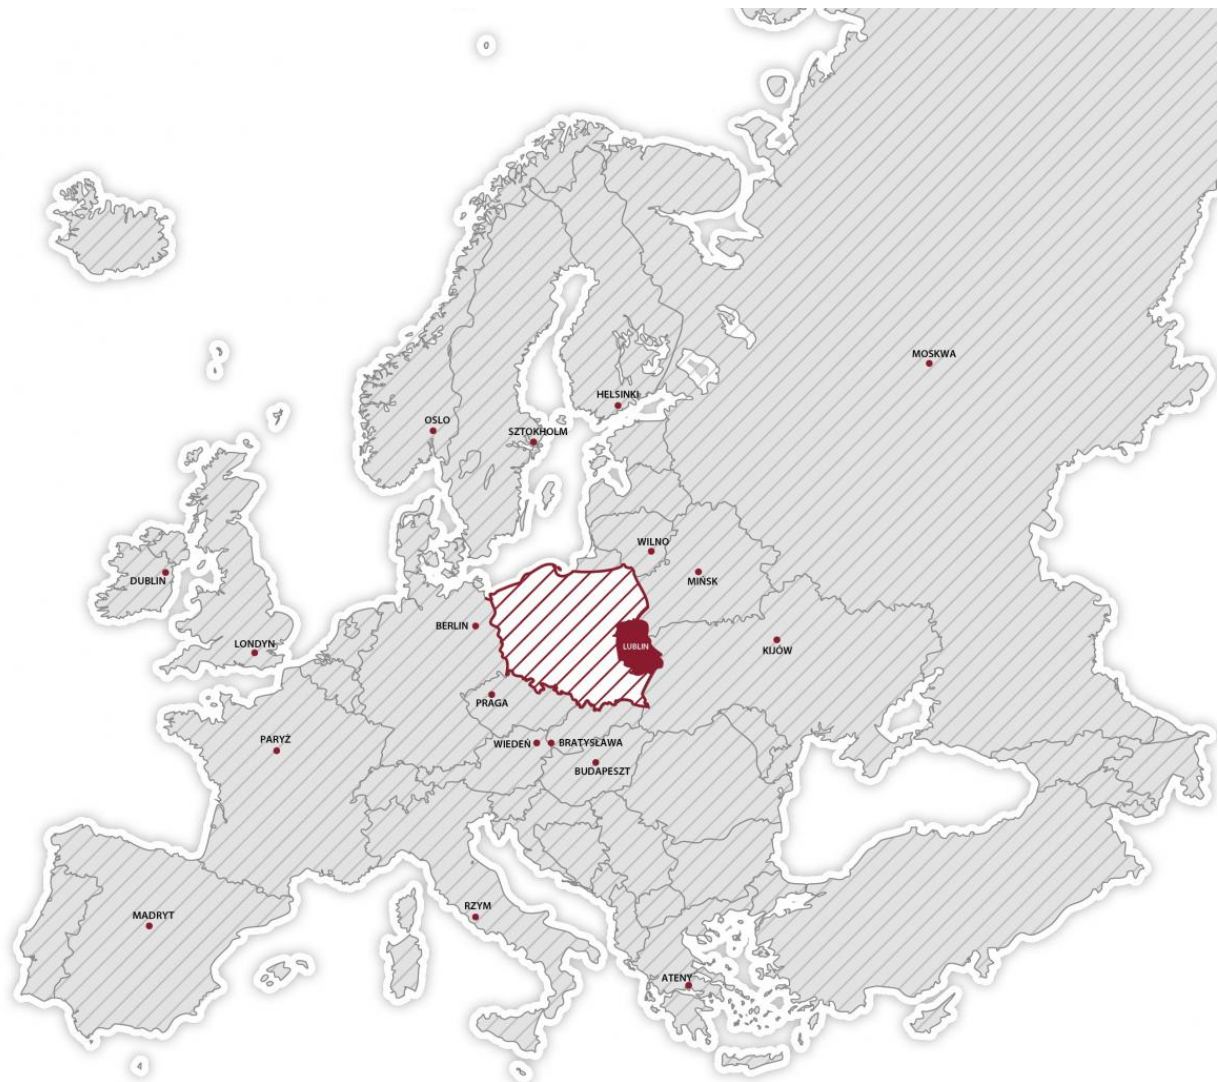 MOSKWA
HELSINKI
OSLO
SZTOKHOLM
WILNO
MIŃSK
DUBLIN
BERLIN
LONDYN
LUBLIN
KIJÓW
PRAGA
PARYŻ
WIEDEŃ
BRATYSŁAWA
BUDAPESZT
RZYM
MADRYT
ATENY